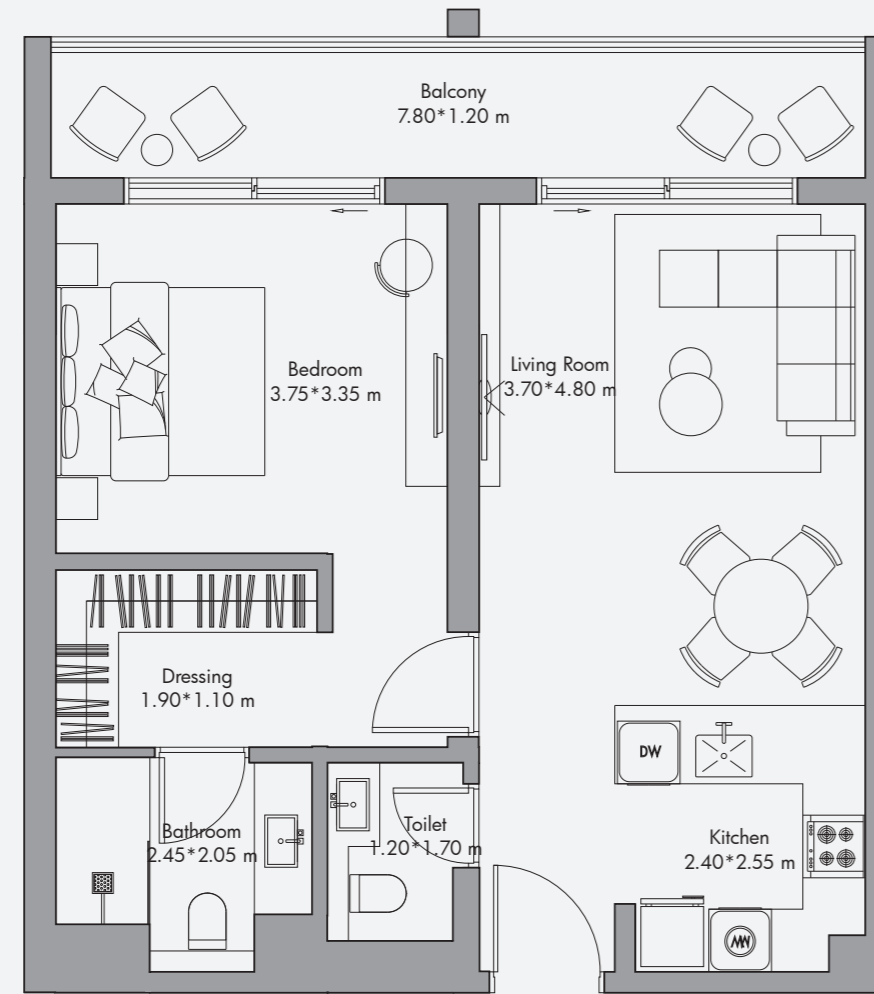 Balcony
7.80*1.20 m
Bedroom
3.75*3.35 m
Living Room
3.70*4.80 m
Dressing
1.90*1.10 m
DW
Bathroom
2.45*2.05 m
Toilet
1.20*1.70 m
Kitchen
2.40*2.55 m